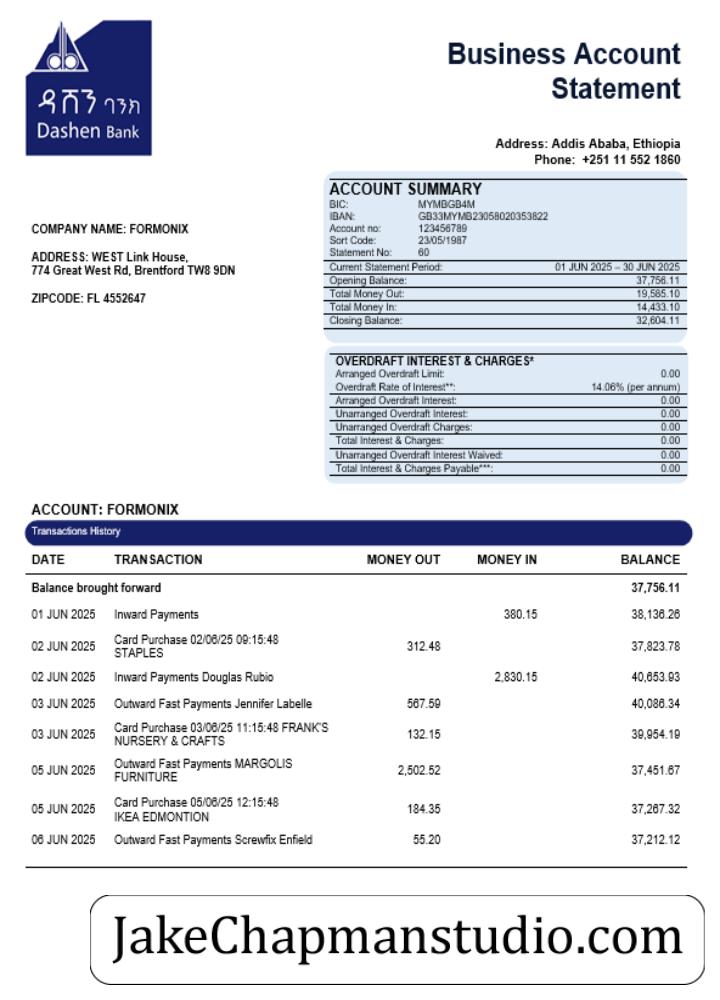 ዳሸን ባንክ
Dashen Bank
Business Account
Statement
Address: Addis Ababa, Ethiopia
Phone: +251 11 552 1860
COMPANY NAME: FORMONIX
ADDRESS: WEST Link House,
774 Great West Rd, Brentford TW8 9DN
ZIPCODE: FL 4552647
ACCOUNT SUMMARY
BIC: MYMBGB4M
IBAN: GB33MYMB23058020353822
Account no: 123456789
Sort Code: 23/05/1987
Statement No: 60
Current Statement Period: 01 JUN 2025 – 30 JUN 2025
Opening Balance: 37,756.11
Total Money Out: 19,585.10
Total Money In: 14,433.10
Closing Balance: 32,604.11
OVERDRAFT INTEREST & CHARGES*
Arranged Overdraft Limit: 0.00
Overdraft Rate of Interest**: 14.06% (per annum)
Arranged Overdraft Interest: 0.00
Unarranged Overdraft Interest: 0.00
Unarranged Overdraft Charges: 0.00
Total Interest & Charges: 0.00
Unarranged Overdraft Interest Waived: 0.00
Total Interest & Charges Payable***: 0.00
ACCOUNT: FORMONIX
Transactions History
DATE TRANSACTION MONEY OUT MONEY IN BALANCE
Balance brought forward 37,756.11
01 JUN 2025 Inward Payments 380.15 38,136.26
02 JUN 2025 Card Purchase 02/06/25 09:15:48
STAPLES 312.48 37,823.78
02 JUN 2025 Inward Payments Douglas Rubio 2,830.15 40,653.93
03 JUN 2025 Outward Fast Payments Jennifer Labelle 567.59 40,086.34
03 JUN 2025 Card Purchase 03/06/25 11:15:48 FRANK'S
NURSERY & CRAFTS 132.15 39,954.19
05 JUN 2025 Outward Fast Payments MARGOLIS
FURNITURE 2,502.52 37,451.67
05 JUN 2025 Card Purchase 05/06/25 12:15:48
IKEA EDMONTION 184.35 37,267.32
06 JUN 2025 Outward Fast Payments Screwfix Enfield 55.20 37,212.12
JakeChapmanstudio.com